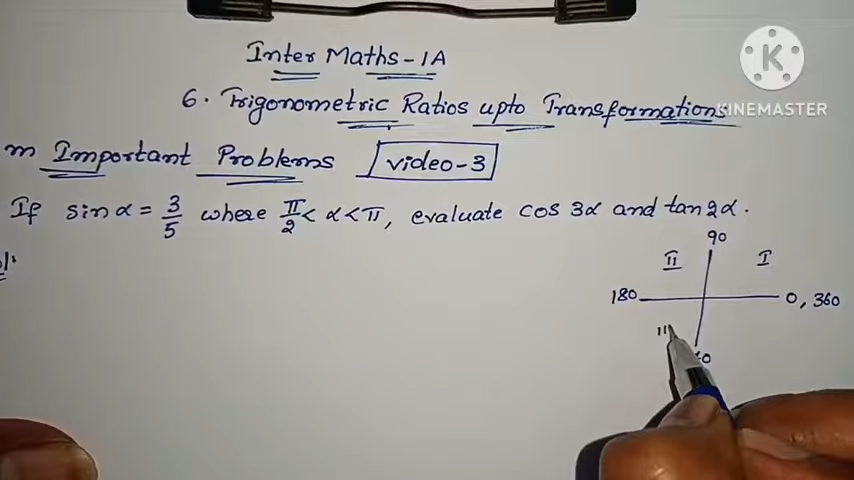 Inter Maths-1A
6. Trigonometric Ratios upto Transformations
K
KINEMASTER
m Important Problems video-3
If sin α = 3/5 where π/2 < α < π, evaluate cos 3α and tan 2α.
90
II I
180 0, 360